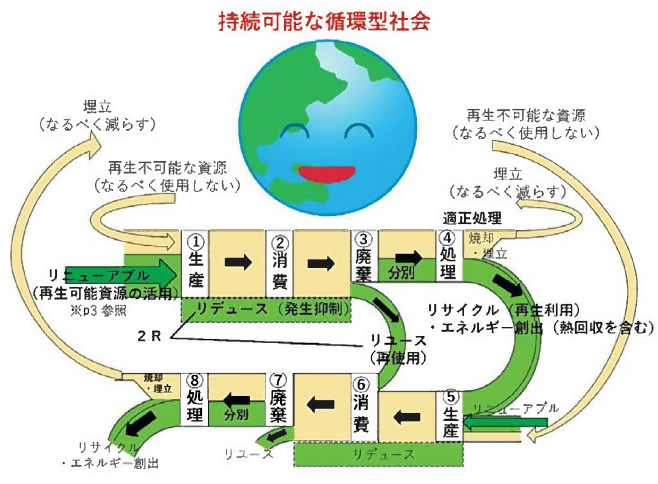 持続可能な循環型社会
埋立
(なるべく減らす)
再生不可能な資源
(なるべく使用しない)
再生不可能な資源
(なるべく使用しない)
埋立
(なるべく減らす)
適正処理
焼却
・埋立
①生産
②消費
③廃棄
分別
④処理
リニューアブル
(再生可能資源の活用)
※p3参照
リデュース(発生抑制)
2R
リユース
(再使用)
リサイクル(再生利用)
・エネルギー創出(熱回収を含む)
焼却
・埋立
⑧処理
分別
⑦廃棄
⑥消費
⑤生産
リニューアブル
リサイクル
・エネルギー創出
リユース
リデュース